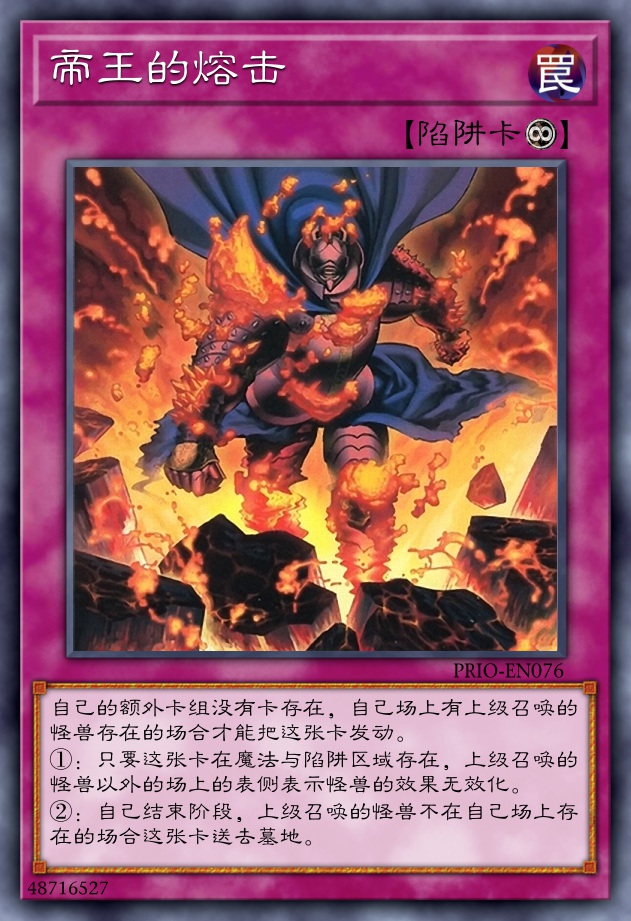 帝王的熔击
罠
【陷阱卡♾】
PRIO-EN076
自己的额外卡组没有卡存在，自己场上有上级召唤的
怪兽存在的场合才能把这张卡发动。
①：只要这张卡在魔法与陷阱区域存在，上级召唤的
怪兽以外的场上的表侧表示怪兽的效果无效化。
②：自己结束阶段，上级召唤的怪兽不在自己场上存
在的场合这张卡送去墓地。
48716527